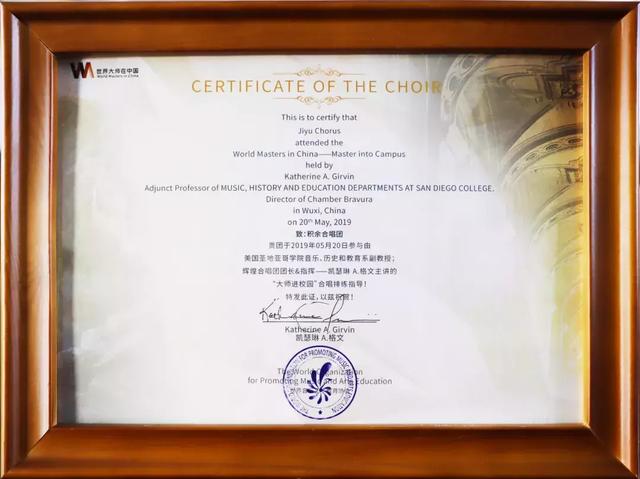 世界大师在中国
World Masters in China
CERTIFICATE OF THE CHOIR
This is to certify that
Jiyu Chorus
attended the
World Masters in China——Master into Campus
held by
Katherine A. Girvin
Adjunct Professor of MUSIC, HISTORY AND EDUCATION DEPARTMENTS AT SAN DIEGO COLLEGE.
Director of Chamber Bravura
in Wuxi, China
on 20th May, 2019
致:积余合唱团
贵团于2019年05月20日参与由
美国圣地亚哥学院音乐、历史和教育系副教授;
辉煌合唱团团长&指挥——凯瑟琳 A.格文主讲的
“大师进校园”合唱排练指导!
特发此证,以兹祝贺!
Katherine A. Girvin
凯瑟琳 A.格文
The World Organization
for Promoting Music and Arts Education